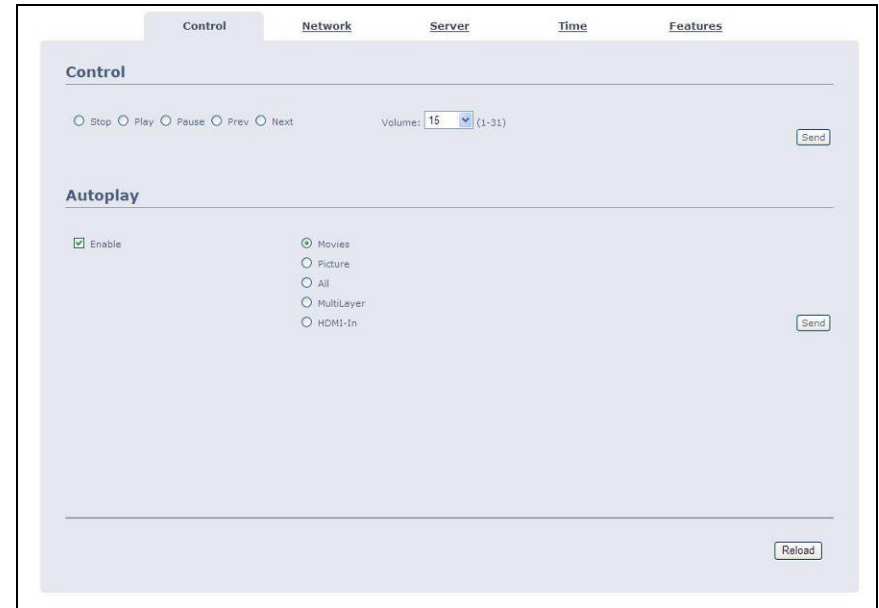 Control Network Server Time Features
Control
Stop Play Pause Prev Next Volume: 15 (1-31)
Send
Autoplay
Enable Movies
Picture
All
MultiLayer
HDMI-In Send
Reload